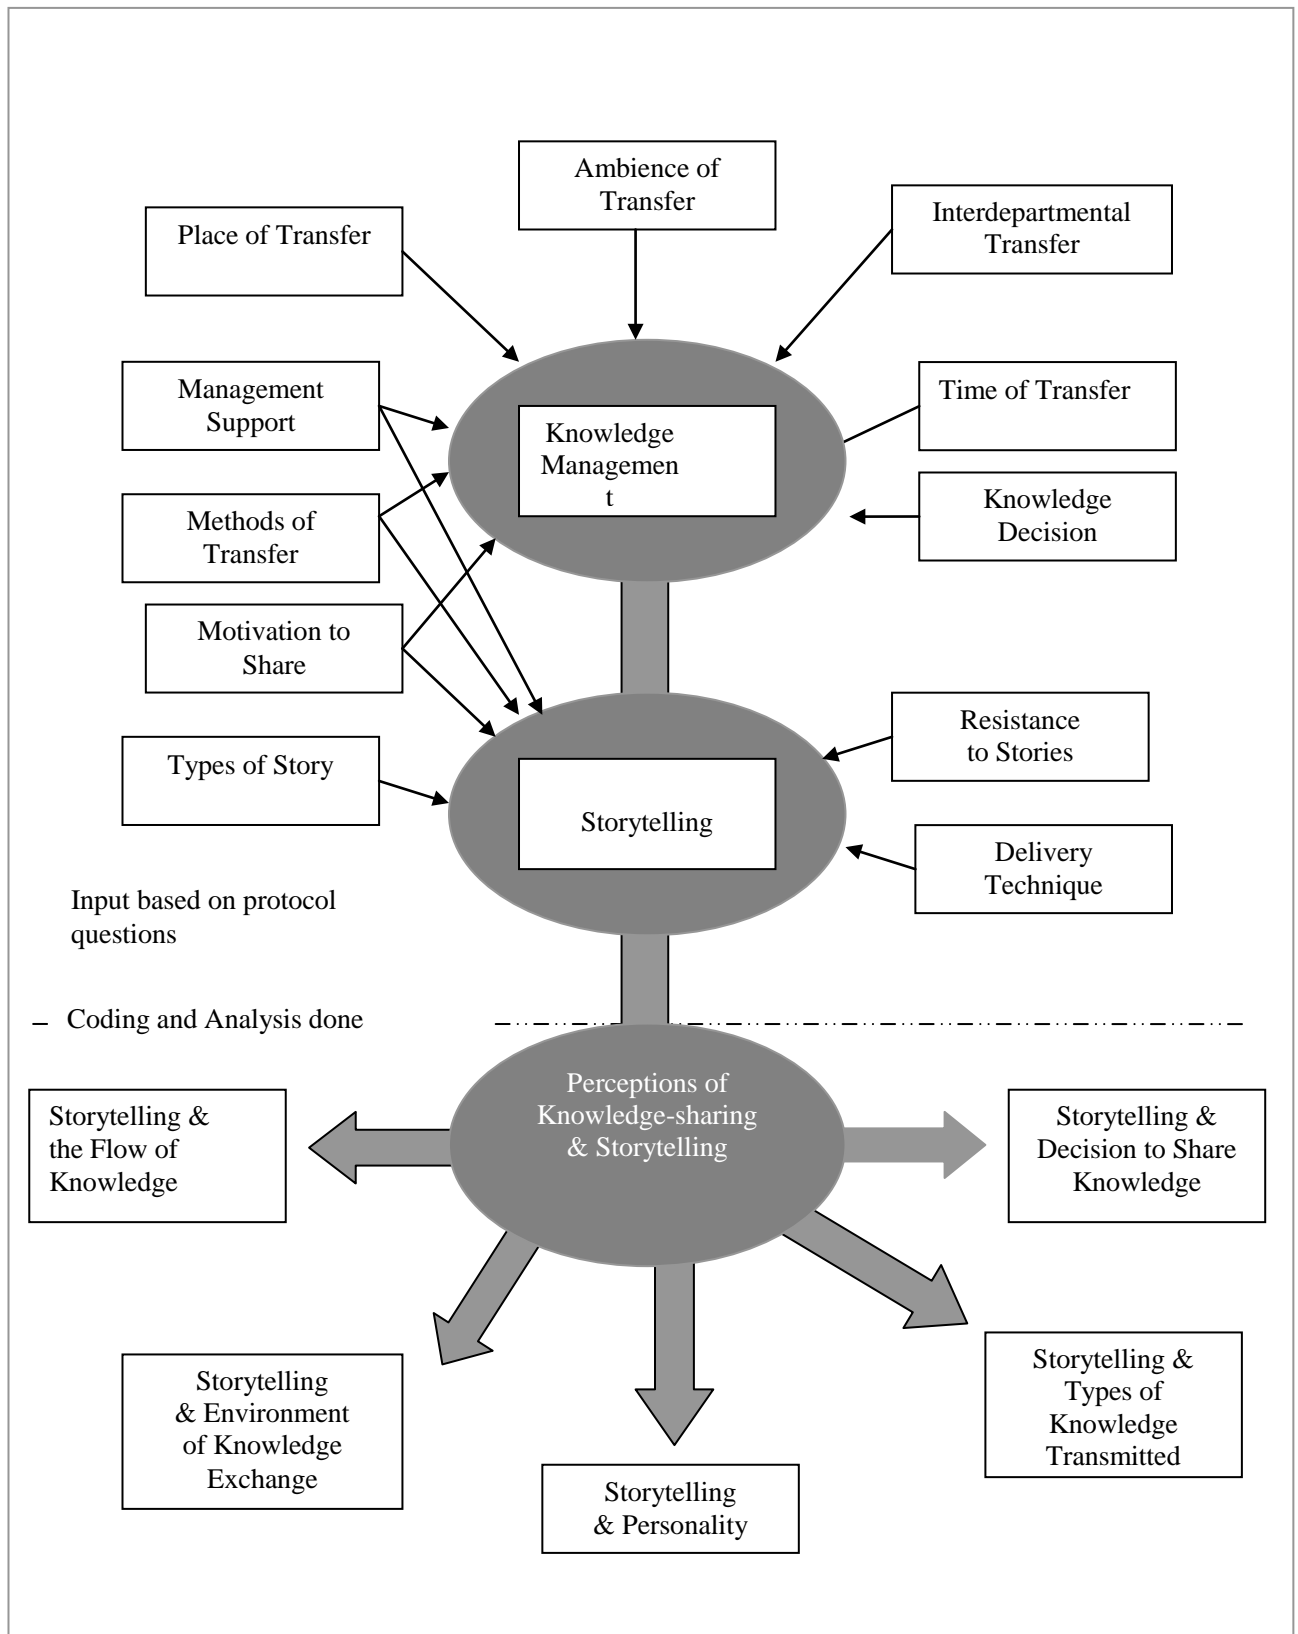 Ambience of
Transfer
Place of Transfer
Interdepartmental
Transfer
Management
Support
Knowledge
Managemen
t
Time of Transfer
Methods of
Transfer
Knowledge
Decision
Motivation to
Share
Types of Story
Storytelling
Resistance
to Stories
Delivery
Technique
Input based on protocol
questions
– Coding and Analysis done
Perceptions of
Knowledge-sharing
& Storytelling
Storytelling &
the Flow of
Knowledge
Storytelling &
Decision to Share
Knowledge
Storytelling
& Environment
of Knowledge
Exchange
Storytelling
& Personality
Storytelling &
Types of
Knowledge
Transmitted